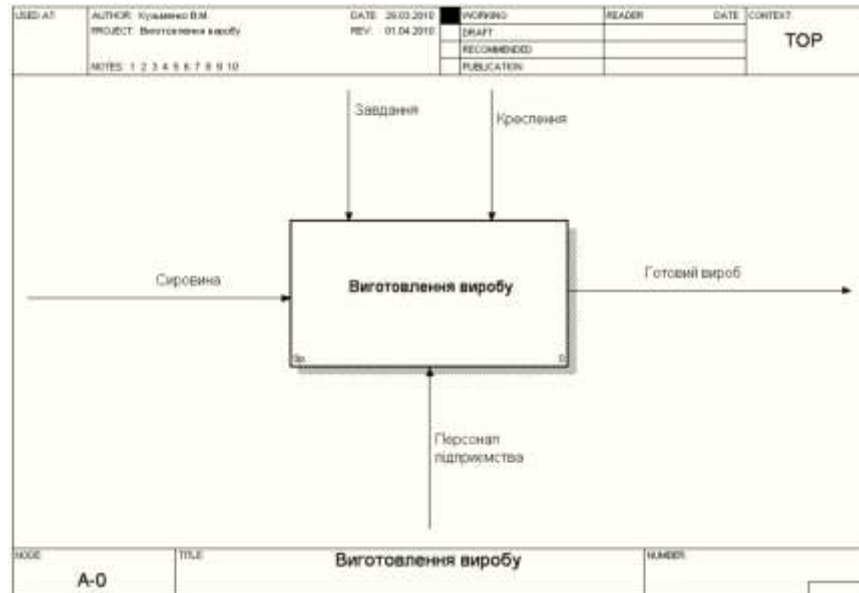 USED AT:
AUTHOR: Кузьменко В.М.
DATE: 26.03.2010
WORKING
READER
DATE
CONTEXT:
PROJECT: Виготовлення виробу
REV: 01.04.2010
DRAFT
TOP
RECOMMENDED
NOTES: 1 2 3 4 5 6 7 8 9 10
PUBLICATION
Завдання
Креслення
Сировина
Виготовлення виробу
Готовий вироб
0р.
0
Персонал
підприємства
NODE:
TITLE:
Виготовлення виробу
NUMBER:
A-0